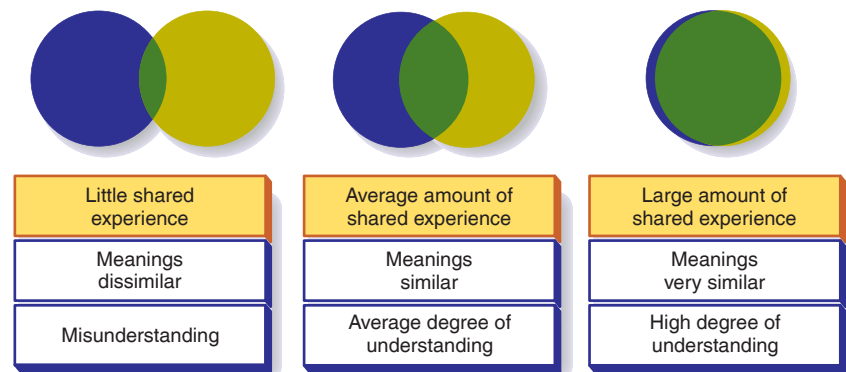 Little shared
experience
Meanings
dissimilar
Misunderstanding
Average amount of
shared experience
Meanings
similar
Average degree of
understanding
Large amount of
shared experience
Meanings
very similar
High degree of
understanding